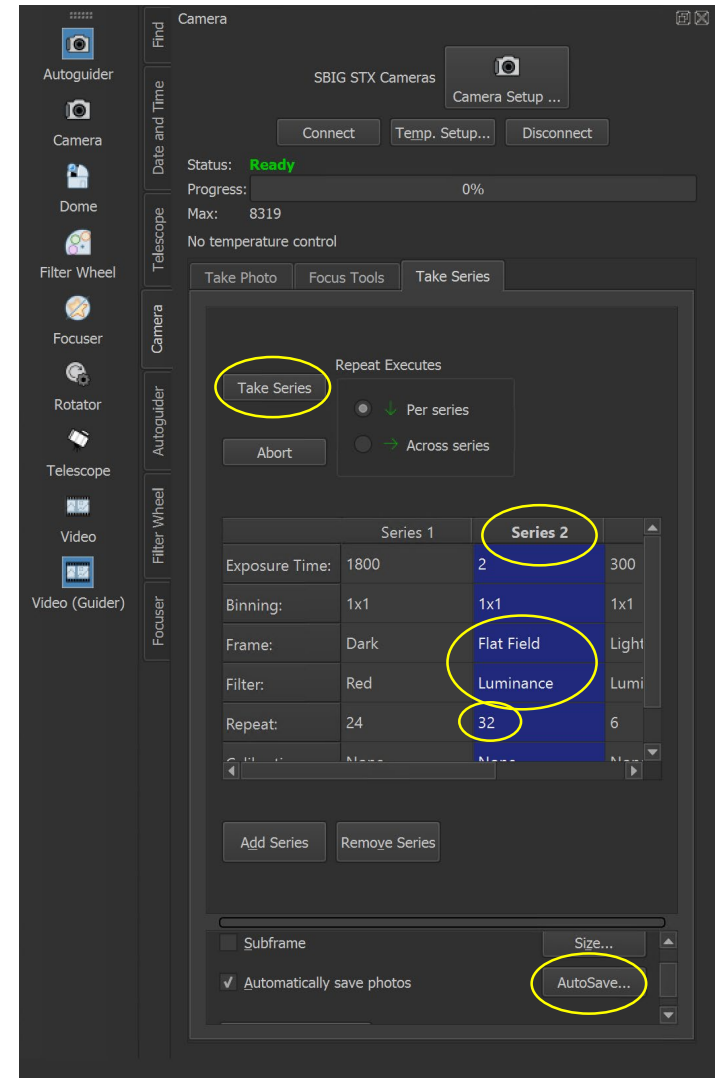 Camera
Autoguider
Camera
Dome
Filter Wheel
Focuser
Rotator
Telescope
Video
Video (Guider)
Find
Date and Time
Telescope
Camera
Autoguider
Filter Wheel
Focuser
SBIG STX Cameras
Camera Setup ...
Connect Temp. Setup... Disconnect
Status: Ready
Progress: 0%
Max: 8319
No temperature control
Take Photo Focus Tools Take Series
Take Series
Abort
Repeat Executes
Per series
Across series
Series 1 Series 2
Exposure Time: 1800 2 300
Binning: 1x1 1x1 1x1
Frame: Dark Flat Field Light
Filter: Red Luminance Lumi
Repeat: 24 32 6
Add Series Remove Series
Subframe Size...
Automatically save photos AutoSave...